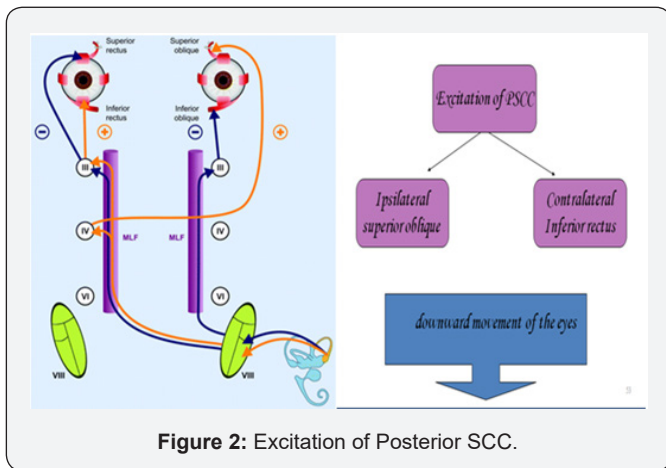 Superior
rectus
Superior
oblique
Inferior
rectus
Inferior
oblique
−
+
−
+
III
III
IV
IV
MLF
MLF
VI
VI
VIII
VIII
Excitation of PSCC
Ipsilateral
superior oblique
Contralateral
Inferior rectus
downward movement of the eyes
Figure 2: Excitation of Posterior SCC.